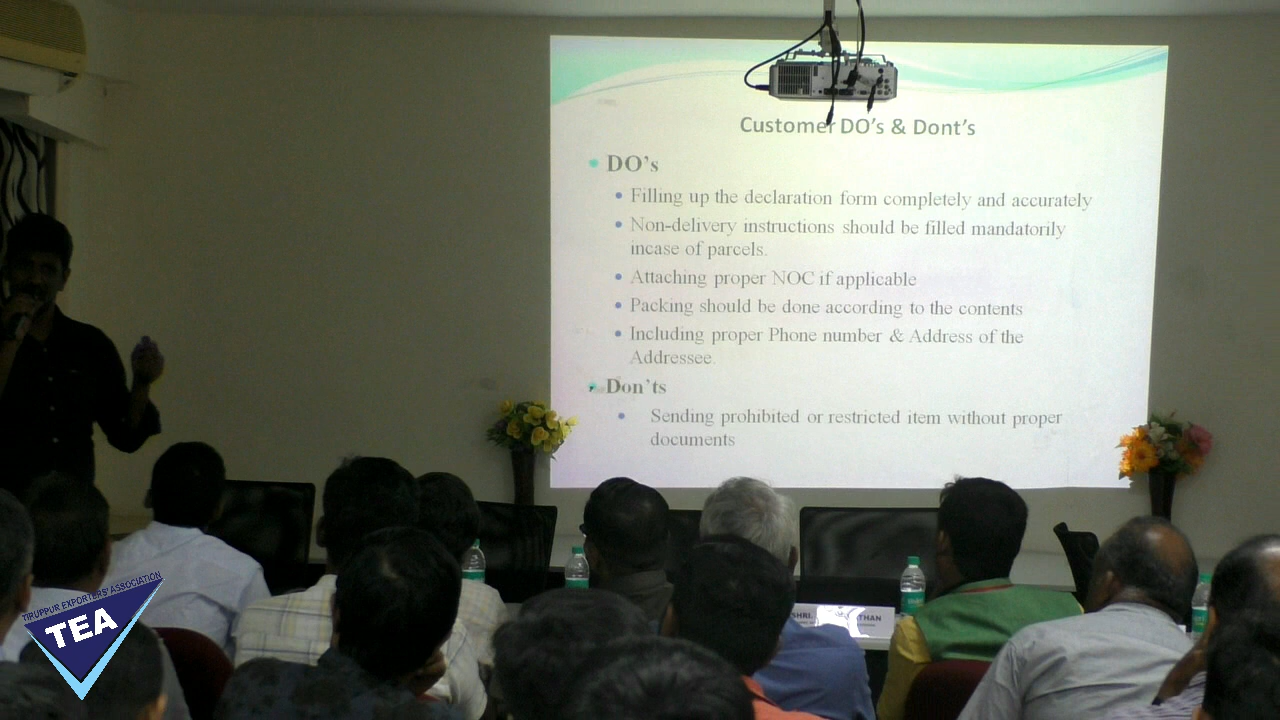 Customer DO's & Dont's
DO's
Filling up the declaration form completely and accurately
Non-delivery instructions should be filled mandatorily
incase of parcels.
Attaching proper NOC if applicable
Packing should be done according to the contents
Including proper Phone number & Address of the
Addressee.
Don'ts
Sending prohibited or restricted item without proper
documents
SHRI.
TIRUPPUR EXPORTERS' ASSOCIATION
TEA